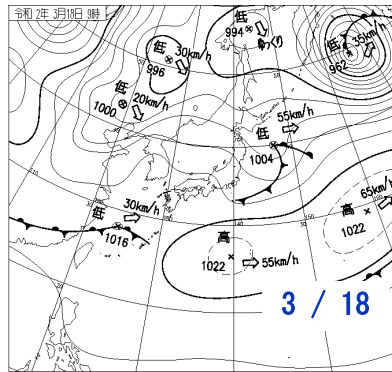 令和 2年 3月18日 9時
低
994
ゆっくり
低
30km/h
996
低
35km/h
962
低
20km/h
1000
低
55km/h
1004
低
30km/h
1016
高
1022
55km/h
高
65km/h
1022
3 / 18